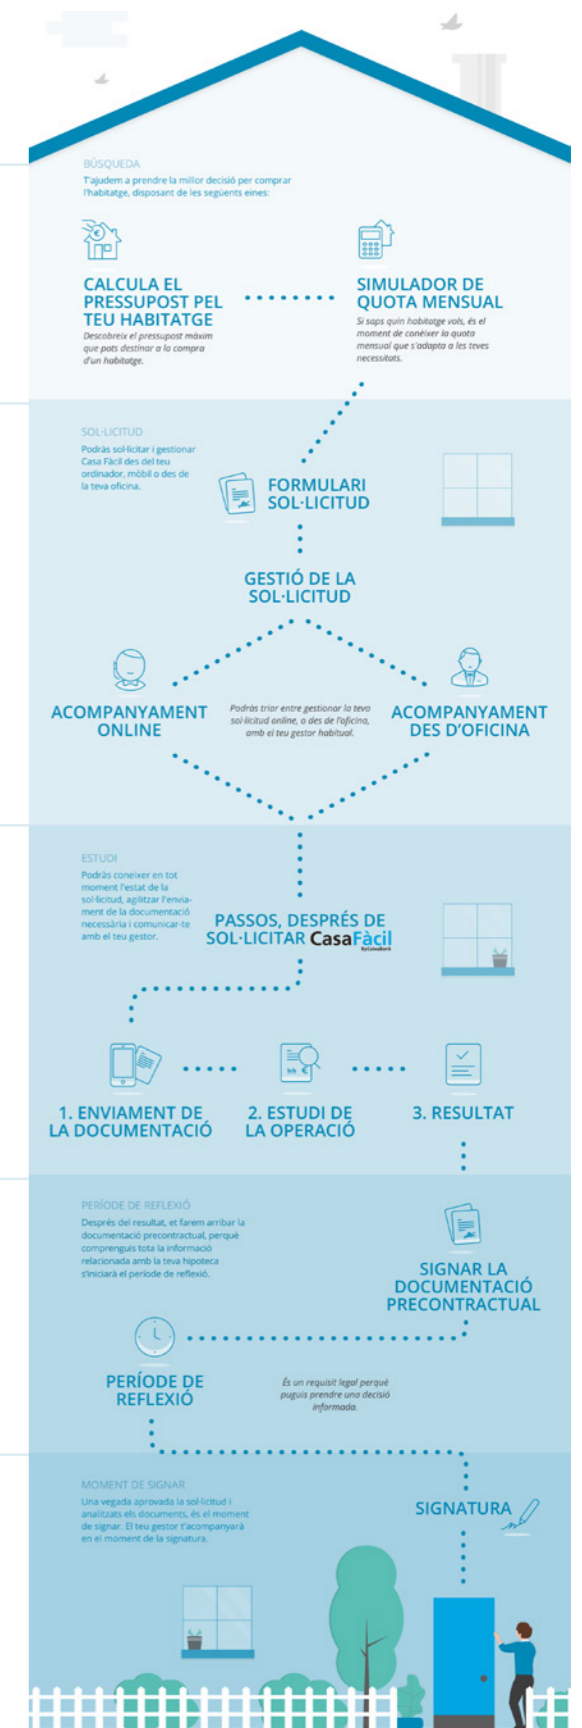 BÚSQUEDA
T'ajudem a prendre la millor decisió per comprar
l'habitatge, disposant de les següents eines:
CALCULA EL
PRESSUPOST PEL
TEU HABITATGE
Descobreix el pressupost màxim
que pots destinar a la compra
d'un habitatge.
SIMULADOR DE
QUOTA MENSUAL
Si saps quin habitatge vols, és el
moment de conèixer la quota
mensual que s'adapta a les teves
necessitats.
SOL·LICITUD
Podràs sol·licitar i gestionar
Casa Fàcil des del teu
ordinador, mòbil o des de
la teva oficina.
FORMULARI
SOL·LICITUD
GESTIÓ DE LA
SOL·LICITUD
ACOMPANYAMENT
ONLINE
Podràs triar entre gestionar la teva
sol·licitud online, o des de l'oficina,
amb el teu gestor habitual.
ACOMPANYAMENT
DES D'OFICINA
ESTUDI
Podràs coneixer en tot
moment l'estat de la
sol·licitud, agilitzar l'envia-
ment de la documentació
necessària i comunicar-te
amb el teu gestor.
PASSOS, DESPRÉS DE
SOL·LICITAR CasaFàcil
byCaixaBank
1. ENVIAMENT DE
LA DOCUMENTACIÓ
2. ESTUDI DE
LA OPERACIÓ
3. RESULTAT
PERÍODE DE REFLEXIÓ
Després del resultat, et farem arribar la
documentació precontractual, perquè
comprenguis tota la informació
relacionada amb la teva hipoteca
s'iniciarà el període de reflexió.
SIGNAR LA
DOCUMENTACIÓ
PRECONTRACTUAL
PERÍODE DE
REFLEXIÓ
És un requisit legal perquè
puguis prendre una decisió
informada.
MOMENT DE SIGNAR
Una vegada aprovada la sol·licitud i
analitzats els documents, és el moment
de signar. El teu gestor t'acompanyarà
en el moment de la signatura.
SIGNATURA